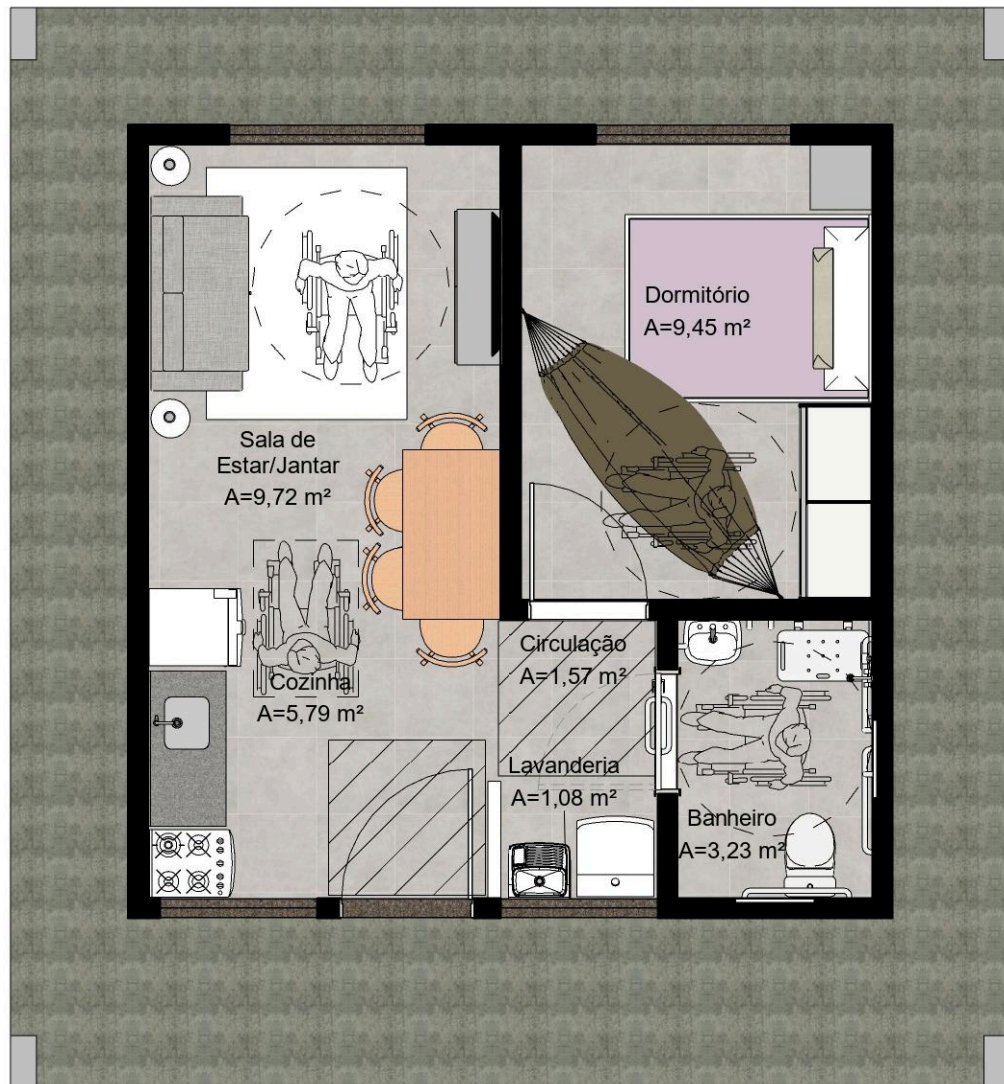 Dormitório
A=9,45 m²
Sala de
Estar/Jantar
A=9,72 m²
Circulação
A=1,57 m²
Cozinha
A=5,79 m²
Lavanderia
A=1,08 m²
Banheiro
A=3,23 m²